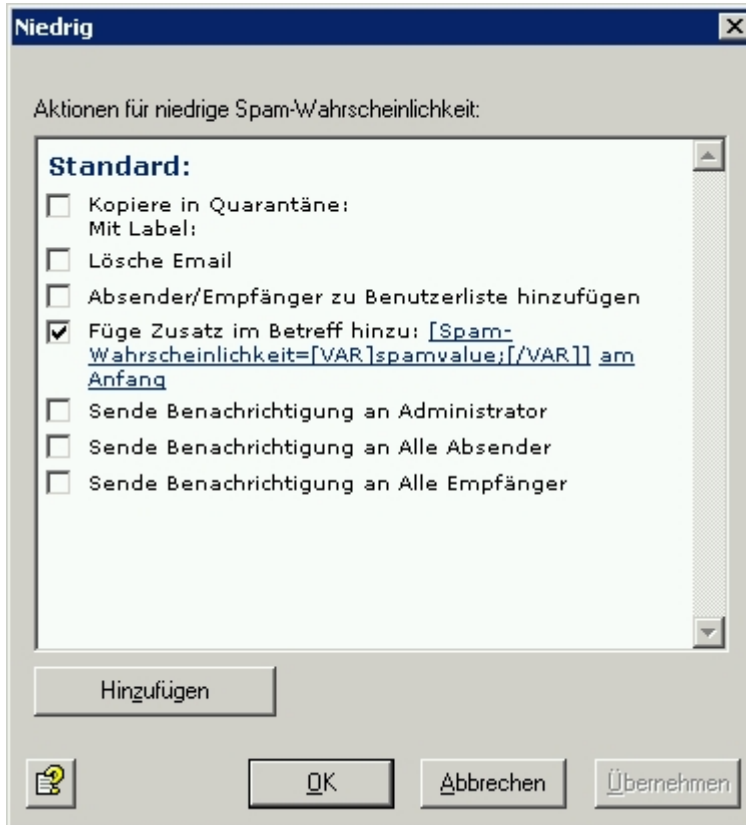 Niedrig
Aktionen für niedrige Spam-Wahrscheinlichkeit:
Standard:
Kopiere in Quarantäne:
Mit Label:
Lösche Email
Absender/Empfänger zu Benutzerliste hinzufügen
Füge Zusatz im Betreff hinzu: [Spam-
Wahrscheinlichkeit=[VAR]spamvalue;[/VAR]] am
Anfang
Sende Benachrichtigung an Administrator
Sende Benachrichtigung an Alle Absender
Sende Benachrichtigung an Alle Empfänger
Hinzufügen
OK
Abbrechen
Übernehmen